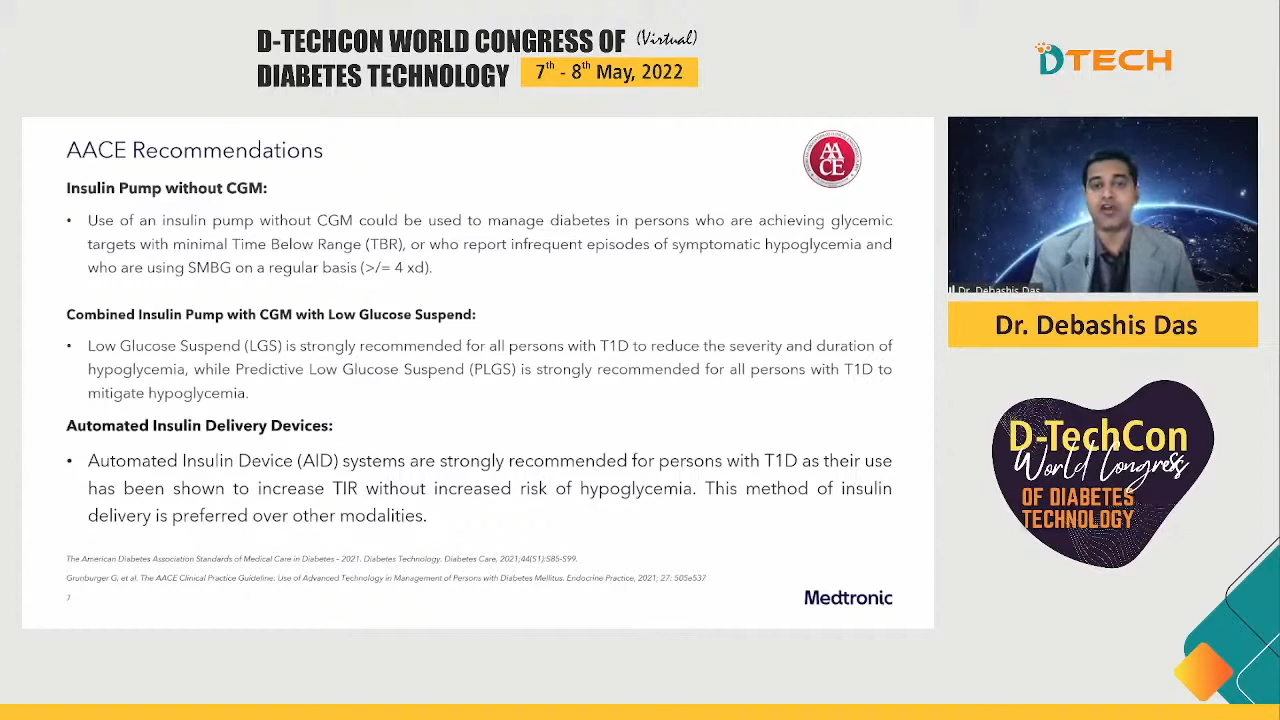 D-TECHCON WORLD CONGRESS OF (Virtual)
DIABETES TECHNOLOGY 7th - 8th May, 2022
DTECH
AACE Recommendations
AACE
Insulin Pump without CGM:
• Use of an insulin pump without CGM could be used to manage diabetes in persons who are achieving glycemic
targets with minimal Time Below Range (TBR), or who report infrequent episodes of symptomatic hypoglycemia and
who are using SMBG on a regular basis (>/= 4 xd).
Combined Insulin Pump with CGM with Low Glucose Suspend:
• Low Glucose Suspend (LGS) is strongly recommended for all persons with T1D to reduce the severity and duration of
hypoglycemia, while Predictive Low Glucose Suspend (PLGS) is strongly recommended for all persons with T1D to
mitigate hypoglycemia.
Automated Insulin Delivery Devices:
• Automated Insulin Device (AID) systems are strongly recommended for persons with T1D as their use
has been shown to increase TIR without increased risk of hypoglycemia. This method of insulin
delivery is preferred over other modalities.
The American Diabetes Association Standards of Medical Care in Diabetes – 2021. Diabetes Technology. Diabetes Care, 2021;44(S1):S85-S99.
Grunburger G, et al. The AACE Clinical Practice Guideline: Use of Advanced Technology in Management of Persons with Diabetes Mellitus. Endocrine Practice, 2021; 27: 505e537
7
Medtronic
Dr. Debashis Das
Dr. Debashis Das
D-TechCon
World Congress
OF DIABETES
TECHNOLOGY